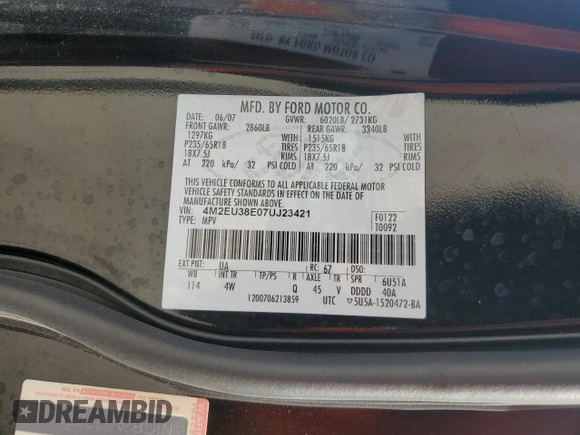 MFD. BY FORD MOTOR CO.
DATE: 06/07 GVWR: 6020LB/ 2731KG
FRONT GAWR: 2860LB REAR GAWR: 3340LB
1297KG WITH 1515KG WITH
P235/65R18 TIRES P235/65R18 TIRES
18X7.5J RIMS 18X7.5J RIMS
AT 220 kPa/ 32 PSI COLD AT 220 kPa/ 32 PSI COLD
THIS VEHICLE CONFORMS TO ALL APPLICABLE FEDERAL MOTOR
VEHICLE SAFETY STANDARDS IN EFFECT ON THE DATE OF
MANUFACTURE SHOWN ABOVE.
VIN: 4M2EU38E07UJ23421 F0122
TYPE: MPV T0092
EXT PNT: UA RC: 67 DSO:
WB INT TR TP/PS R AXLE TR SPR 6U51A
114 4W Q 45 V DDDD 40A
1200706213859 UTC 5U5A-1520472-BA
DREAMBID